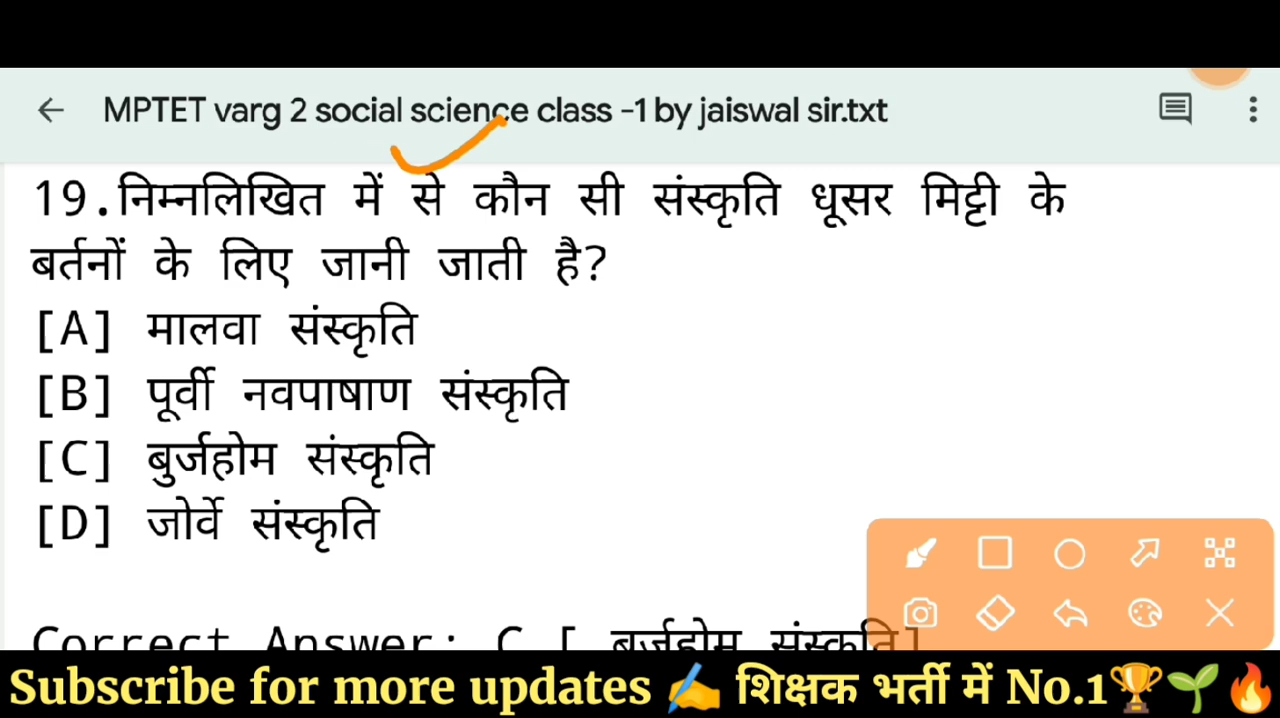 MPTET varg 2 social science class -1 by jaiswal sir.txt
19.निम्नलिखित में से कौन सी संस्कृति धूसर मिट्टी के
बर्तनों के लिए जानी जाती है?
[A] मालवा संस्कृति
[B] पूर्वी नवपाषाण संस्कृति
[C] बुर्जहोम संस्कृति
[D] जोर्वे संस्कृति
Correct Answer: C [ बुर्जहोम संस्कृति]
Subscribe for more updates ✍️ शिक्षक भर्ती में No.1🏆🌱🔥